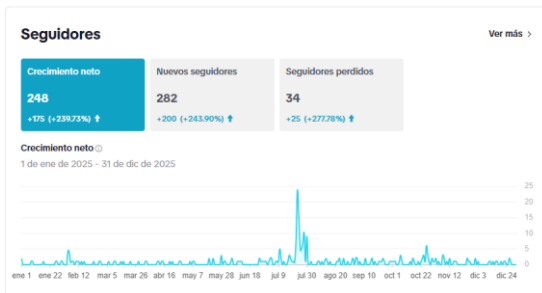 Seguidores
Ver más >
Crecimiento neto
Nuevos seguidores
Seguidores perdidos
248
282
34
+175 (+239.73%) ↑
+200 (+243.90%) ↑
+25 (+277.78%) ↑
Crecimiento neto
1 de ene de 2025 - 31 de dic de 2025
25
20
15
10
5
0
ene 1 ene 22 feb 12 mar 5 mar 26 abr 16 may 7 may 28 jun 18 jul 9 jul 30 ago 20 sep 10 oct 1 oct 22 nov 12 dic 3 dic 24